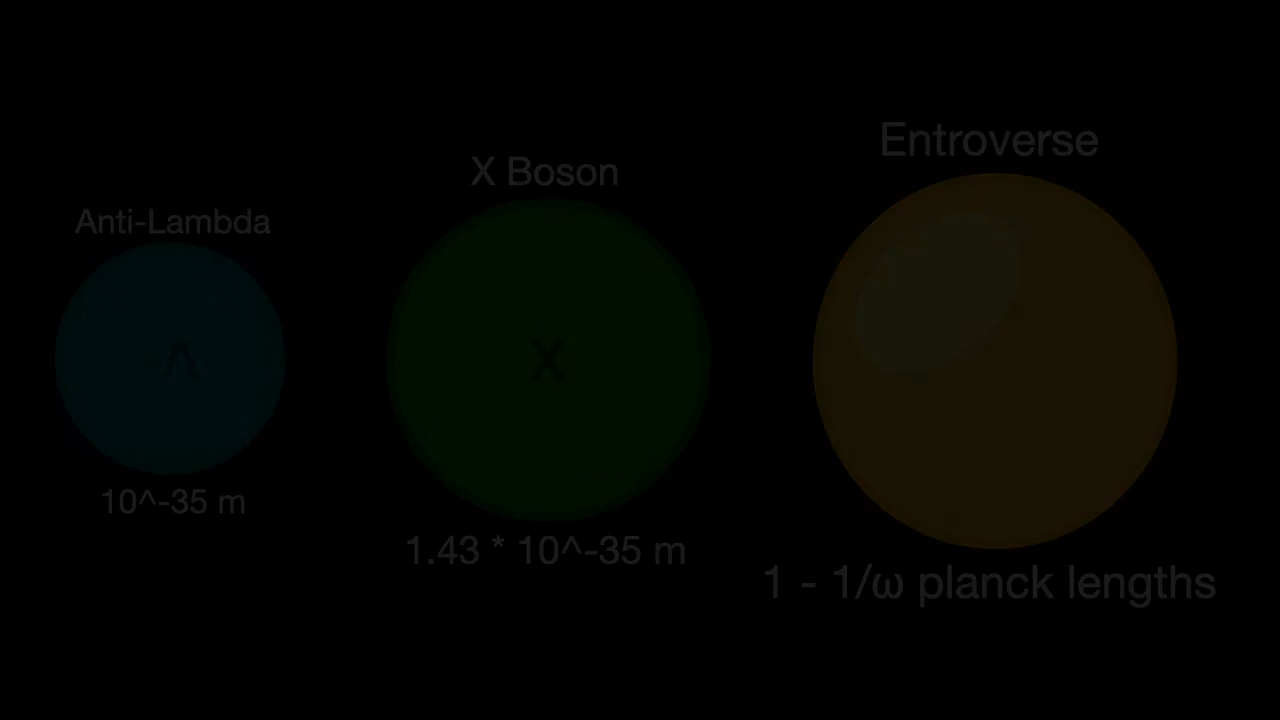 Anti-Lambda
-Λ
10^-35 m
X Boson
X
1.43 * 10^-35 m
Entroverse
1 - 1/ω planck lengths